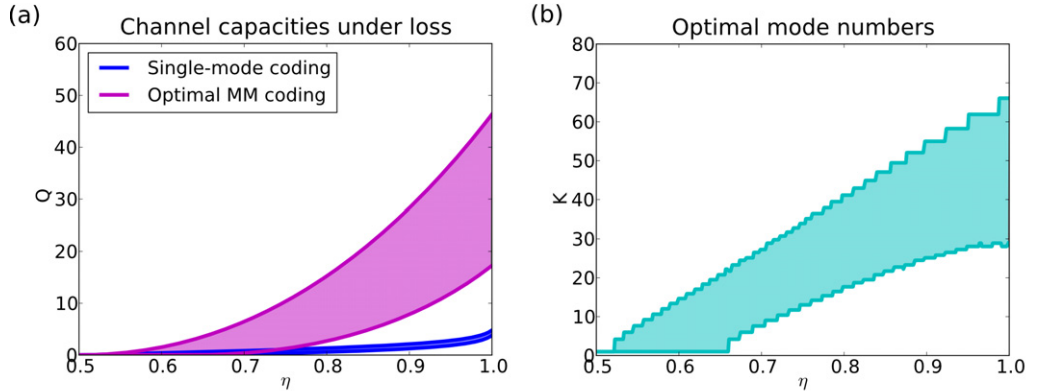 (a)
Channel capacities under loss
60
50
40
30
20
10
0
Q
Single-mode coding
Optimal MM coding
0.5 0.6 0.7 0.8 0.9 1.0
η
(b)
Optimal mode numbers
80
70
60
50
40
30
20
10
0
K
0.5 0.6 0.7 0.8 0.9 1.0
η